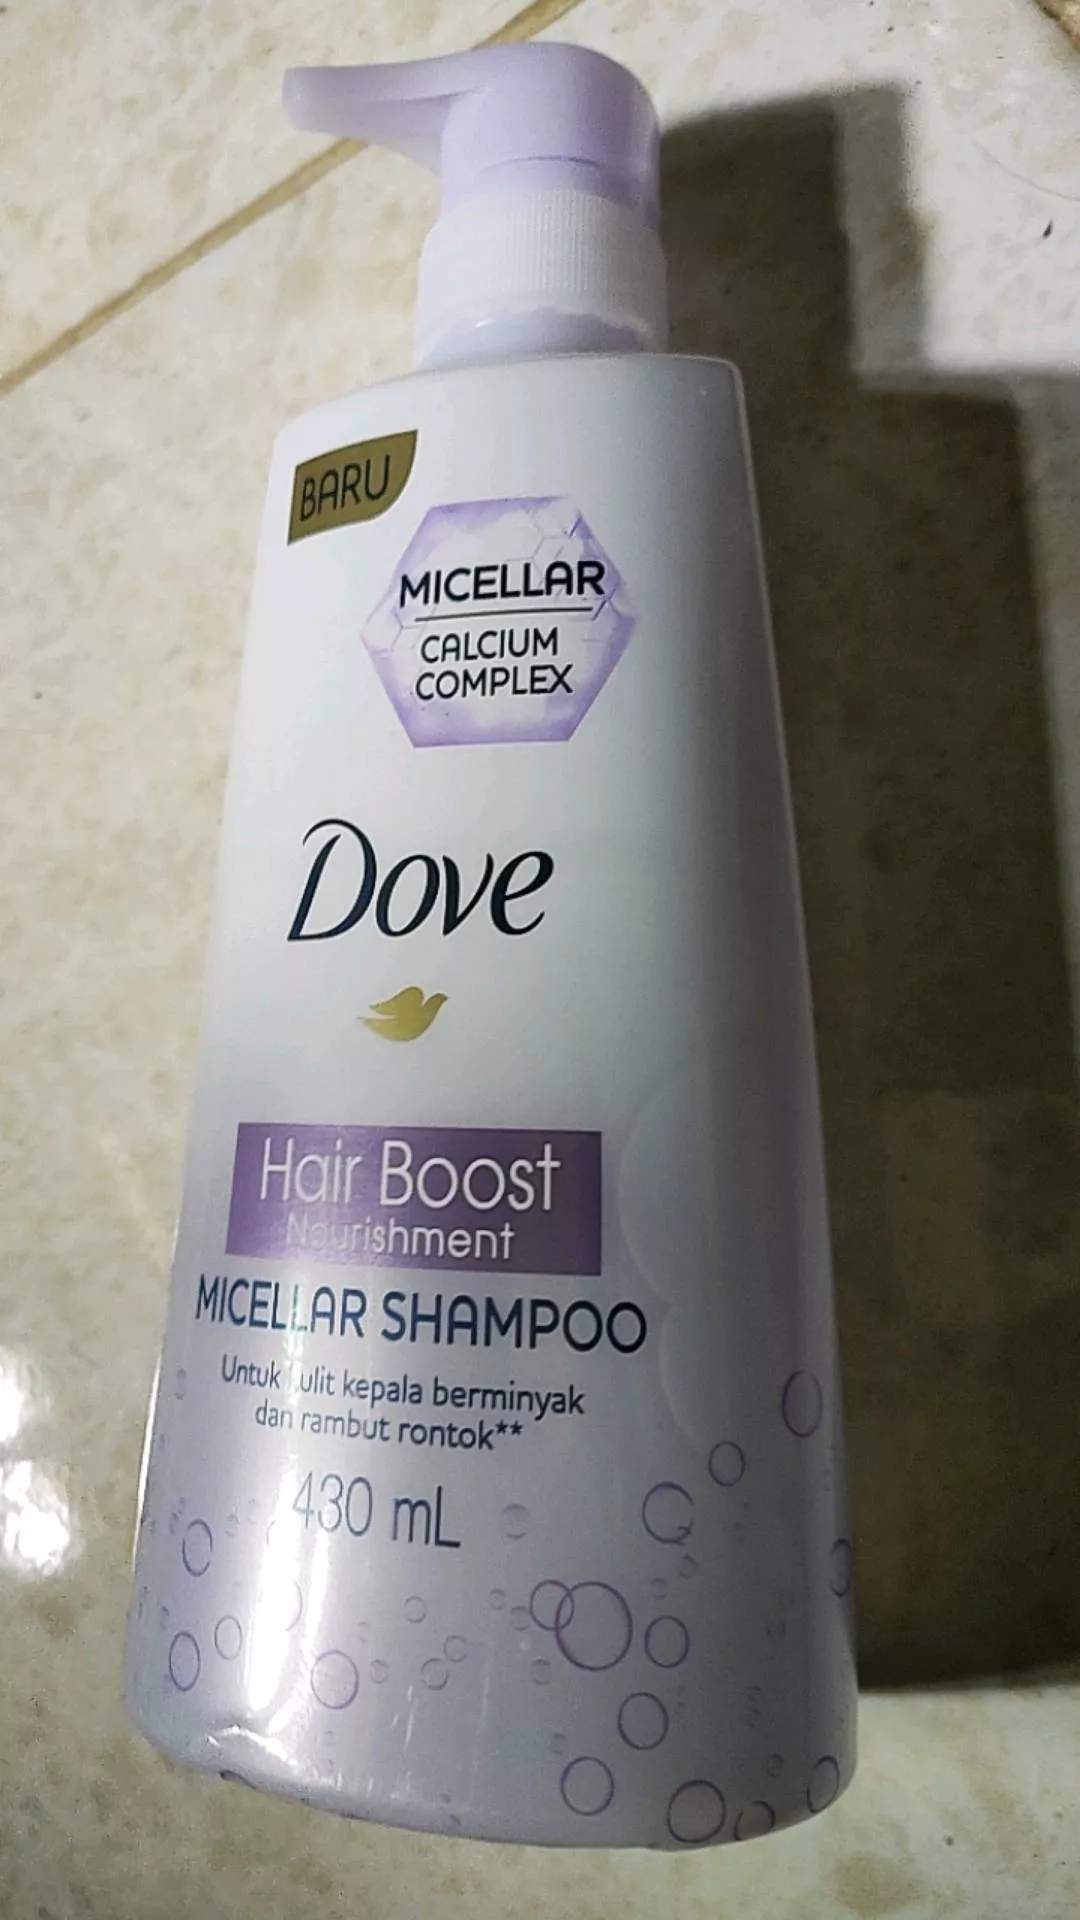 BARU
MICELLAR
CALCIUM
COMPLEX
Dove
Hair Boost
Nourishment
MICELLAR SHAMPOO
Untuk kulit kepala berminyak
dan rambut rontok**
430 mL